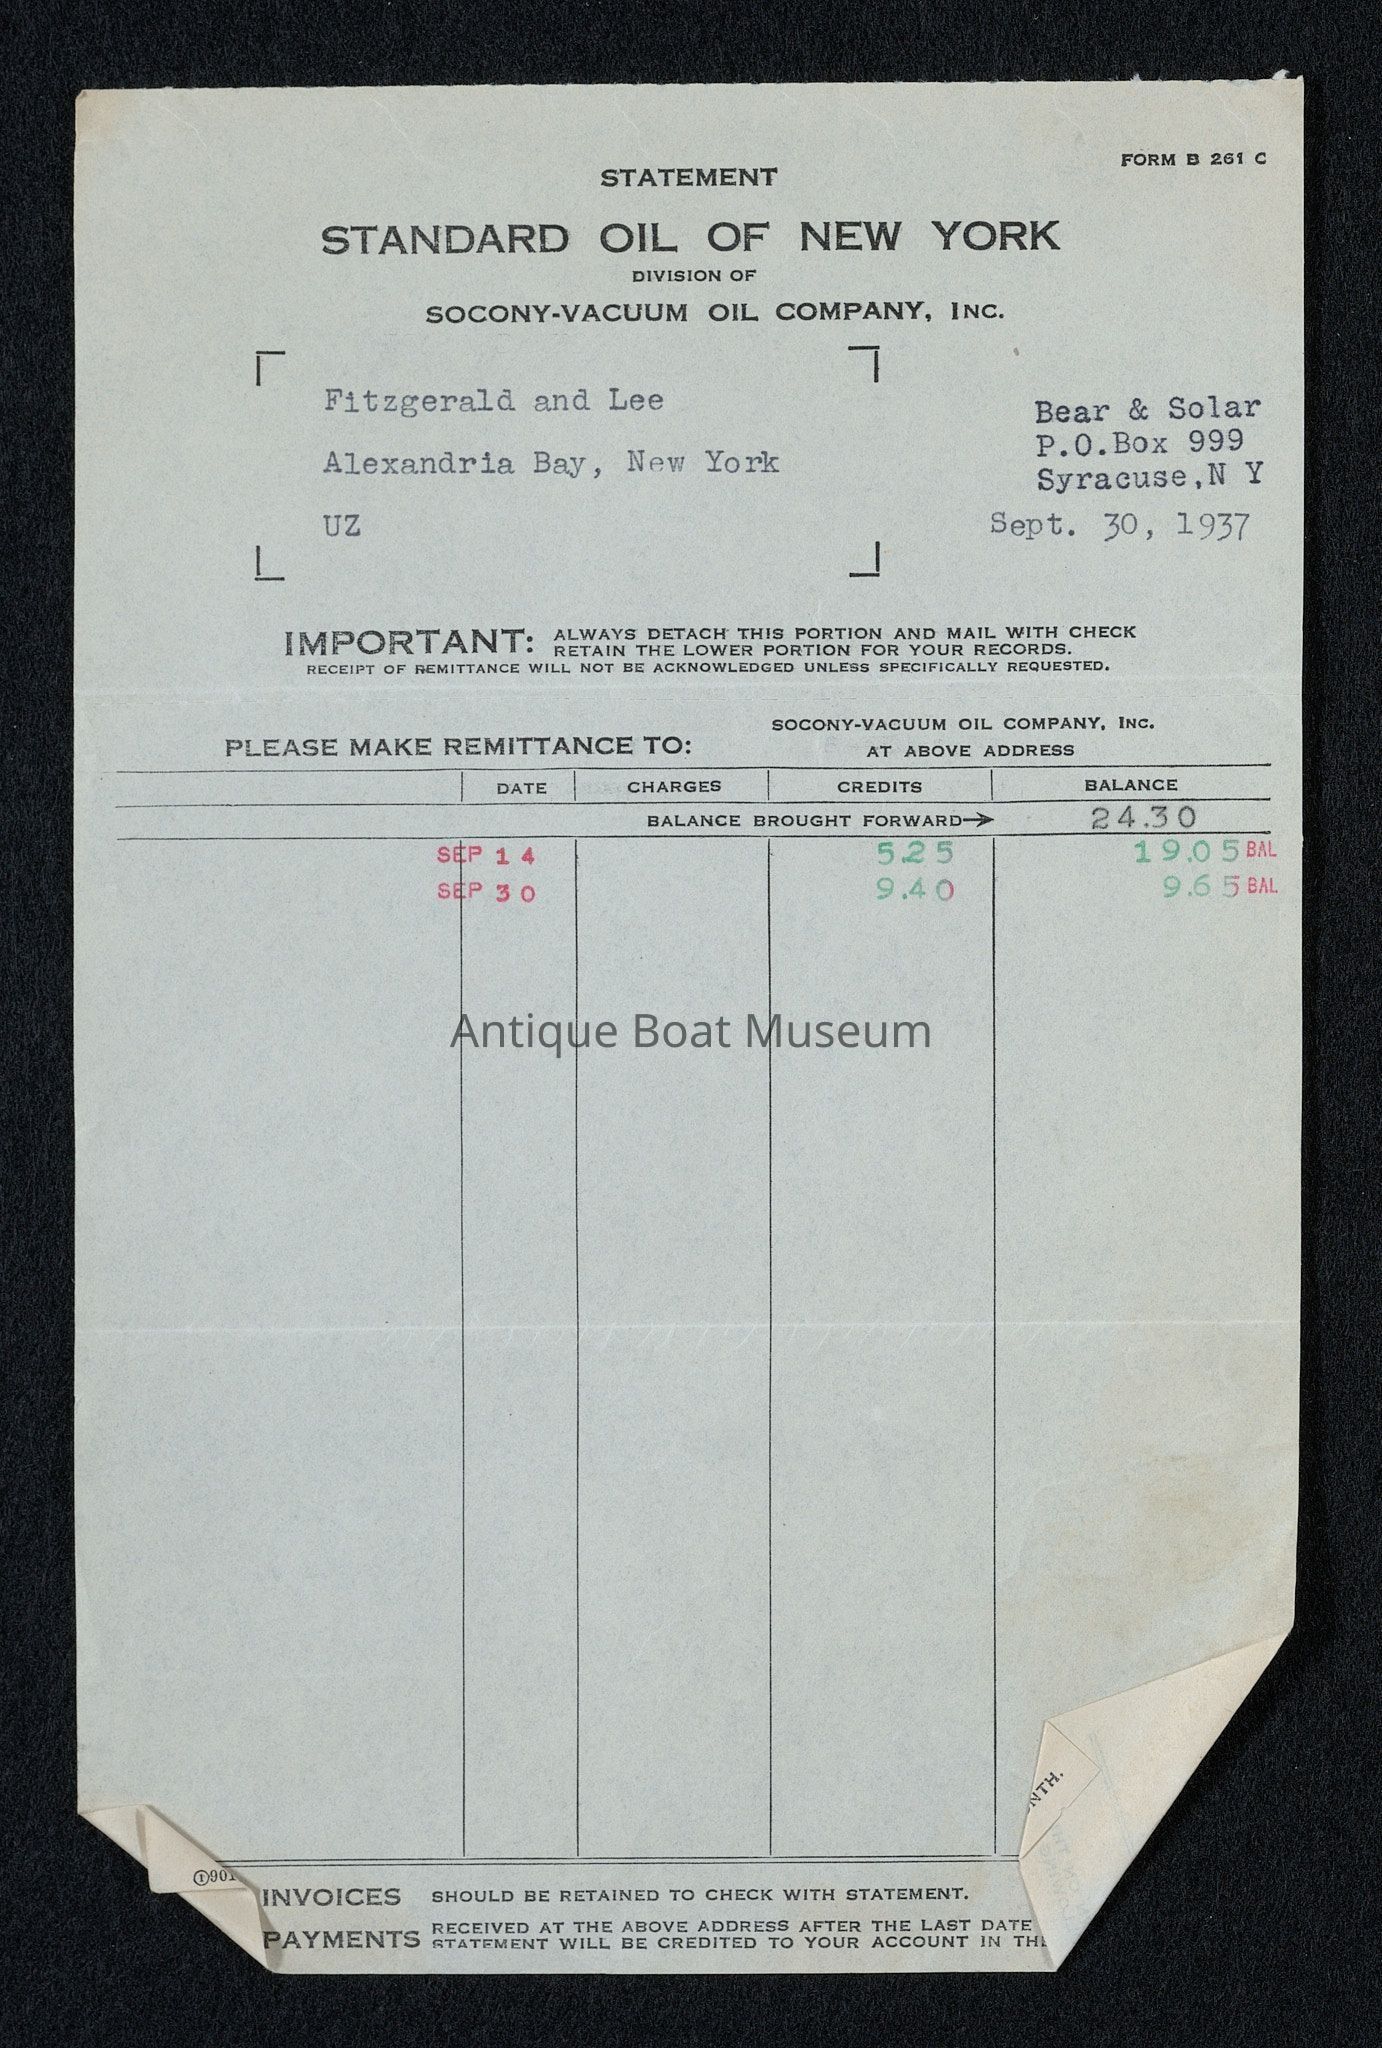 FORM B 261 C
STATEMENT
STANDARD OIL OF NEW YORK
DIVISION OF
SOCONY-VACUUM OIL COMPANY, INC.
Fitzgerald and Lee
Alexandria Bay, New York
UZ
Bear & Solar
P.O.Box 999
Syracuse,N Y
Sept. 30, 1937
IMPORTANT: ALWAYS DETACH THIS PORTION AND MAIL WITH CHECK
RETAIN THE LOWER PORTION FOR YOUR RECORDS.
RECEIPT OF REMITTANCE WILL NOT BE ACKNOWLEDGED UNLESS SPECIFICALLY REQUESTED.
PLEASE MAKE REMITTANCE TO: SOCONY-VACUUM OIL COMPANY, INC.
AT ABOVE ADDRESS
DATE CHARGES CREDITS BALANCE
BALANCE BROUGHT FORWARD 24.30
SEP 14 5.25 19.05 BAL
SEP 30 9.40 9.65 BAL
Antique Boat Museum
NTH.
901
INVOICES SHOULD BE RETAINED TO CHECK WITH STATEMENT.
PAYMENTS RECEIVED AT THE ABOVE ADDRESS AFTER THE LAST DATE
STATEMENT WILL BE CREDITED TO YOUR ACCOUNT IN THE